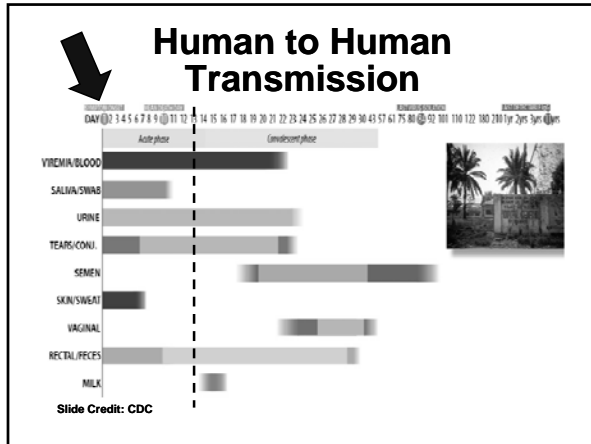 Human to Human
Transmission
DAY 1 2 3 4 5 6 7 8 9 10 11 12 13 14 15 16 17 18 19 20 21 22 23 24 25 26 27 28 29 30 31 43 57 61 75 80 92 101 110 122 210 1yr 2yrs 3yrs
Acute phase
Convalescent phase
VIREMIA/BLOOD
SALIVA/SWAB
URINE
TEARS/CONJ.
SEMEN
SKIN/SWEAT
VAGINAL
RECTAL/FECES
MILK
Slide Credit: CDC